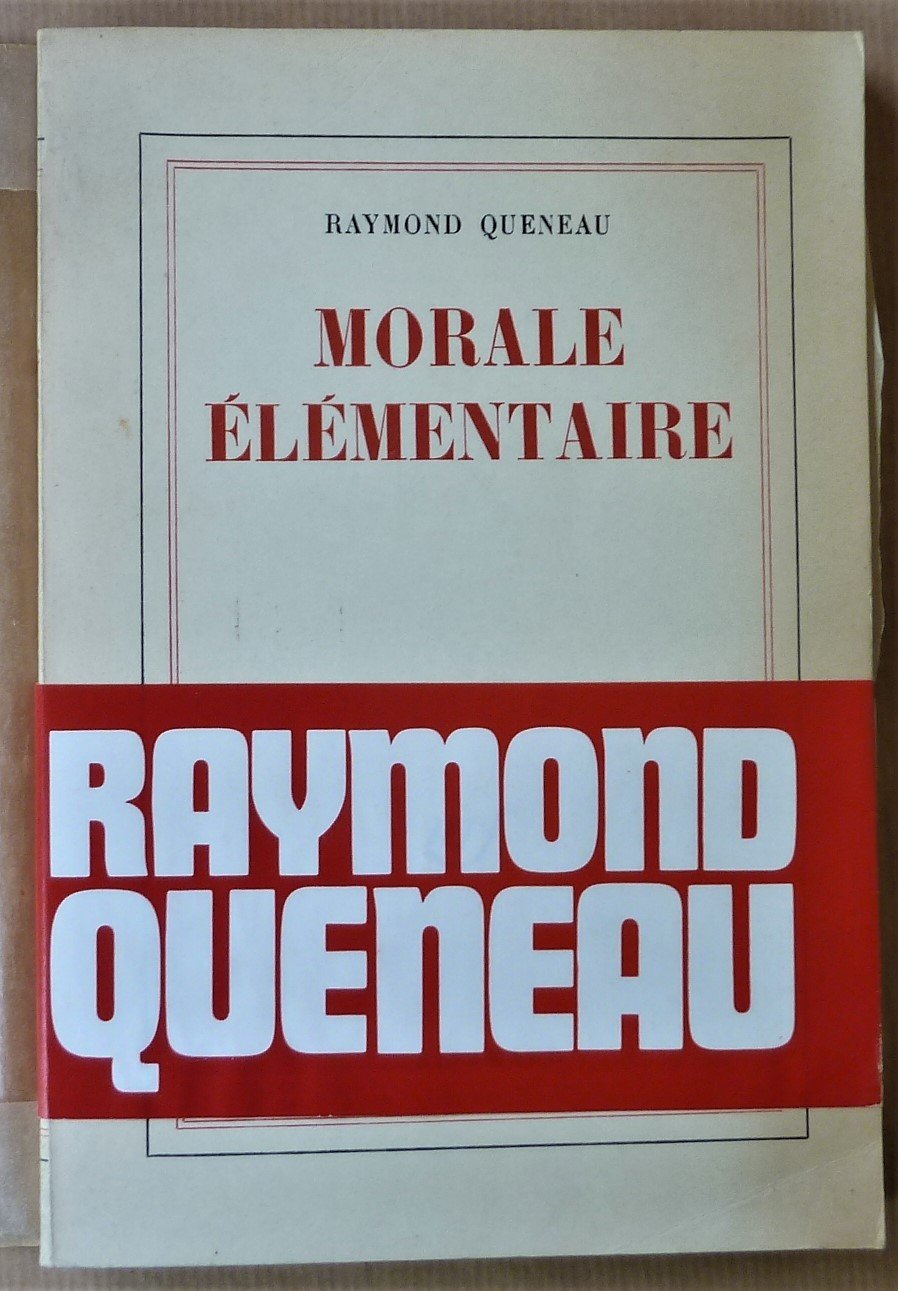 RAYMOND QUENEAU
MORALE
ÉLÉMENTAIRE
RAYMOND
QUENEAU